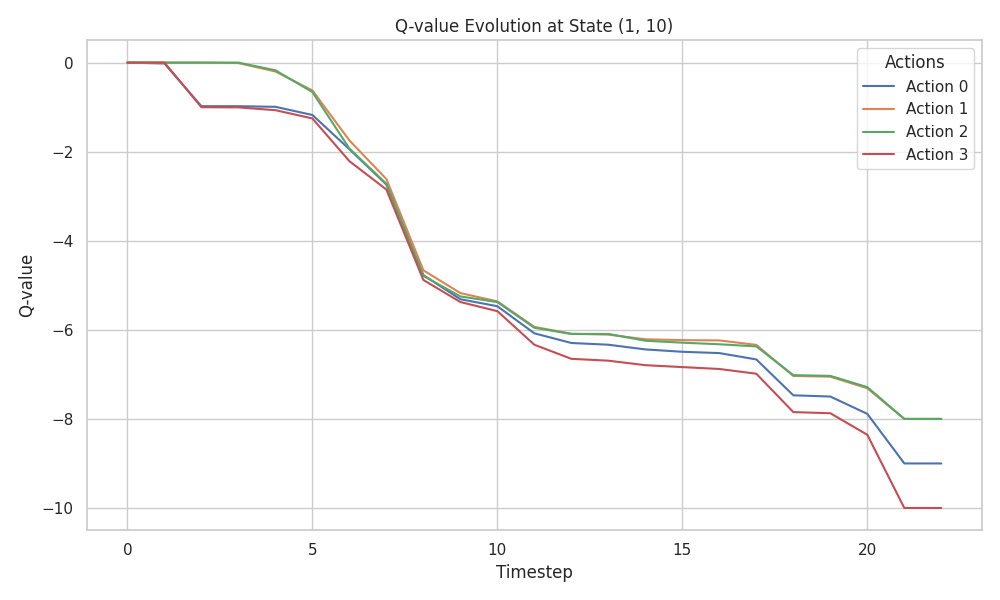 Q-value Evolution at State (1, 10)
Actions
Action 0
Action 1
Action 2
Action 3
Q-value
0
−2
−4
−6
−8
−10
0 5 10 15 20
Timestep